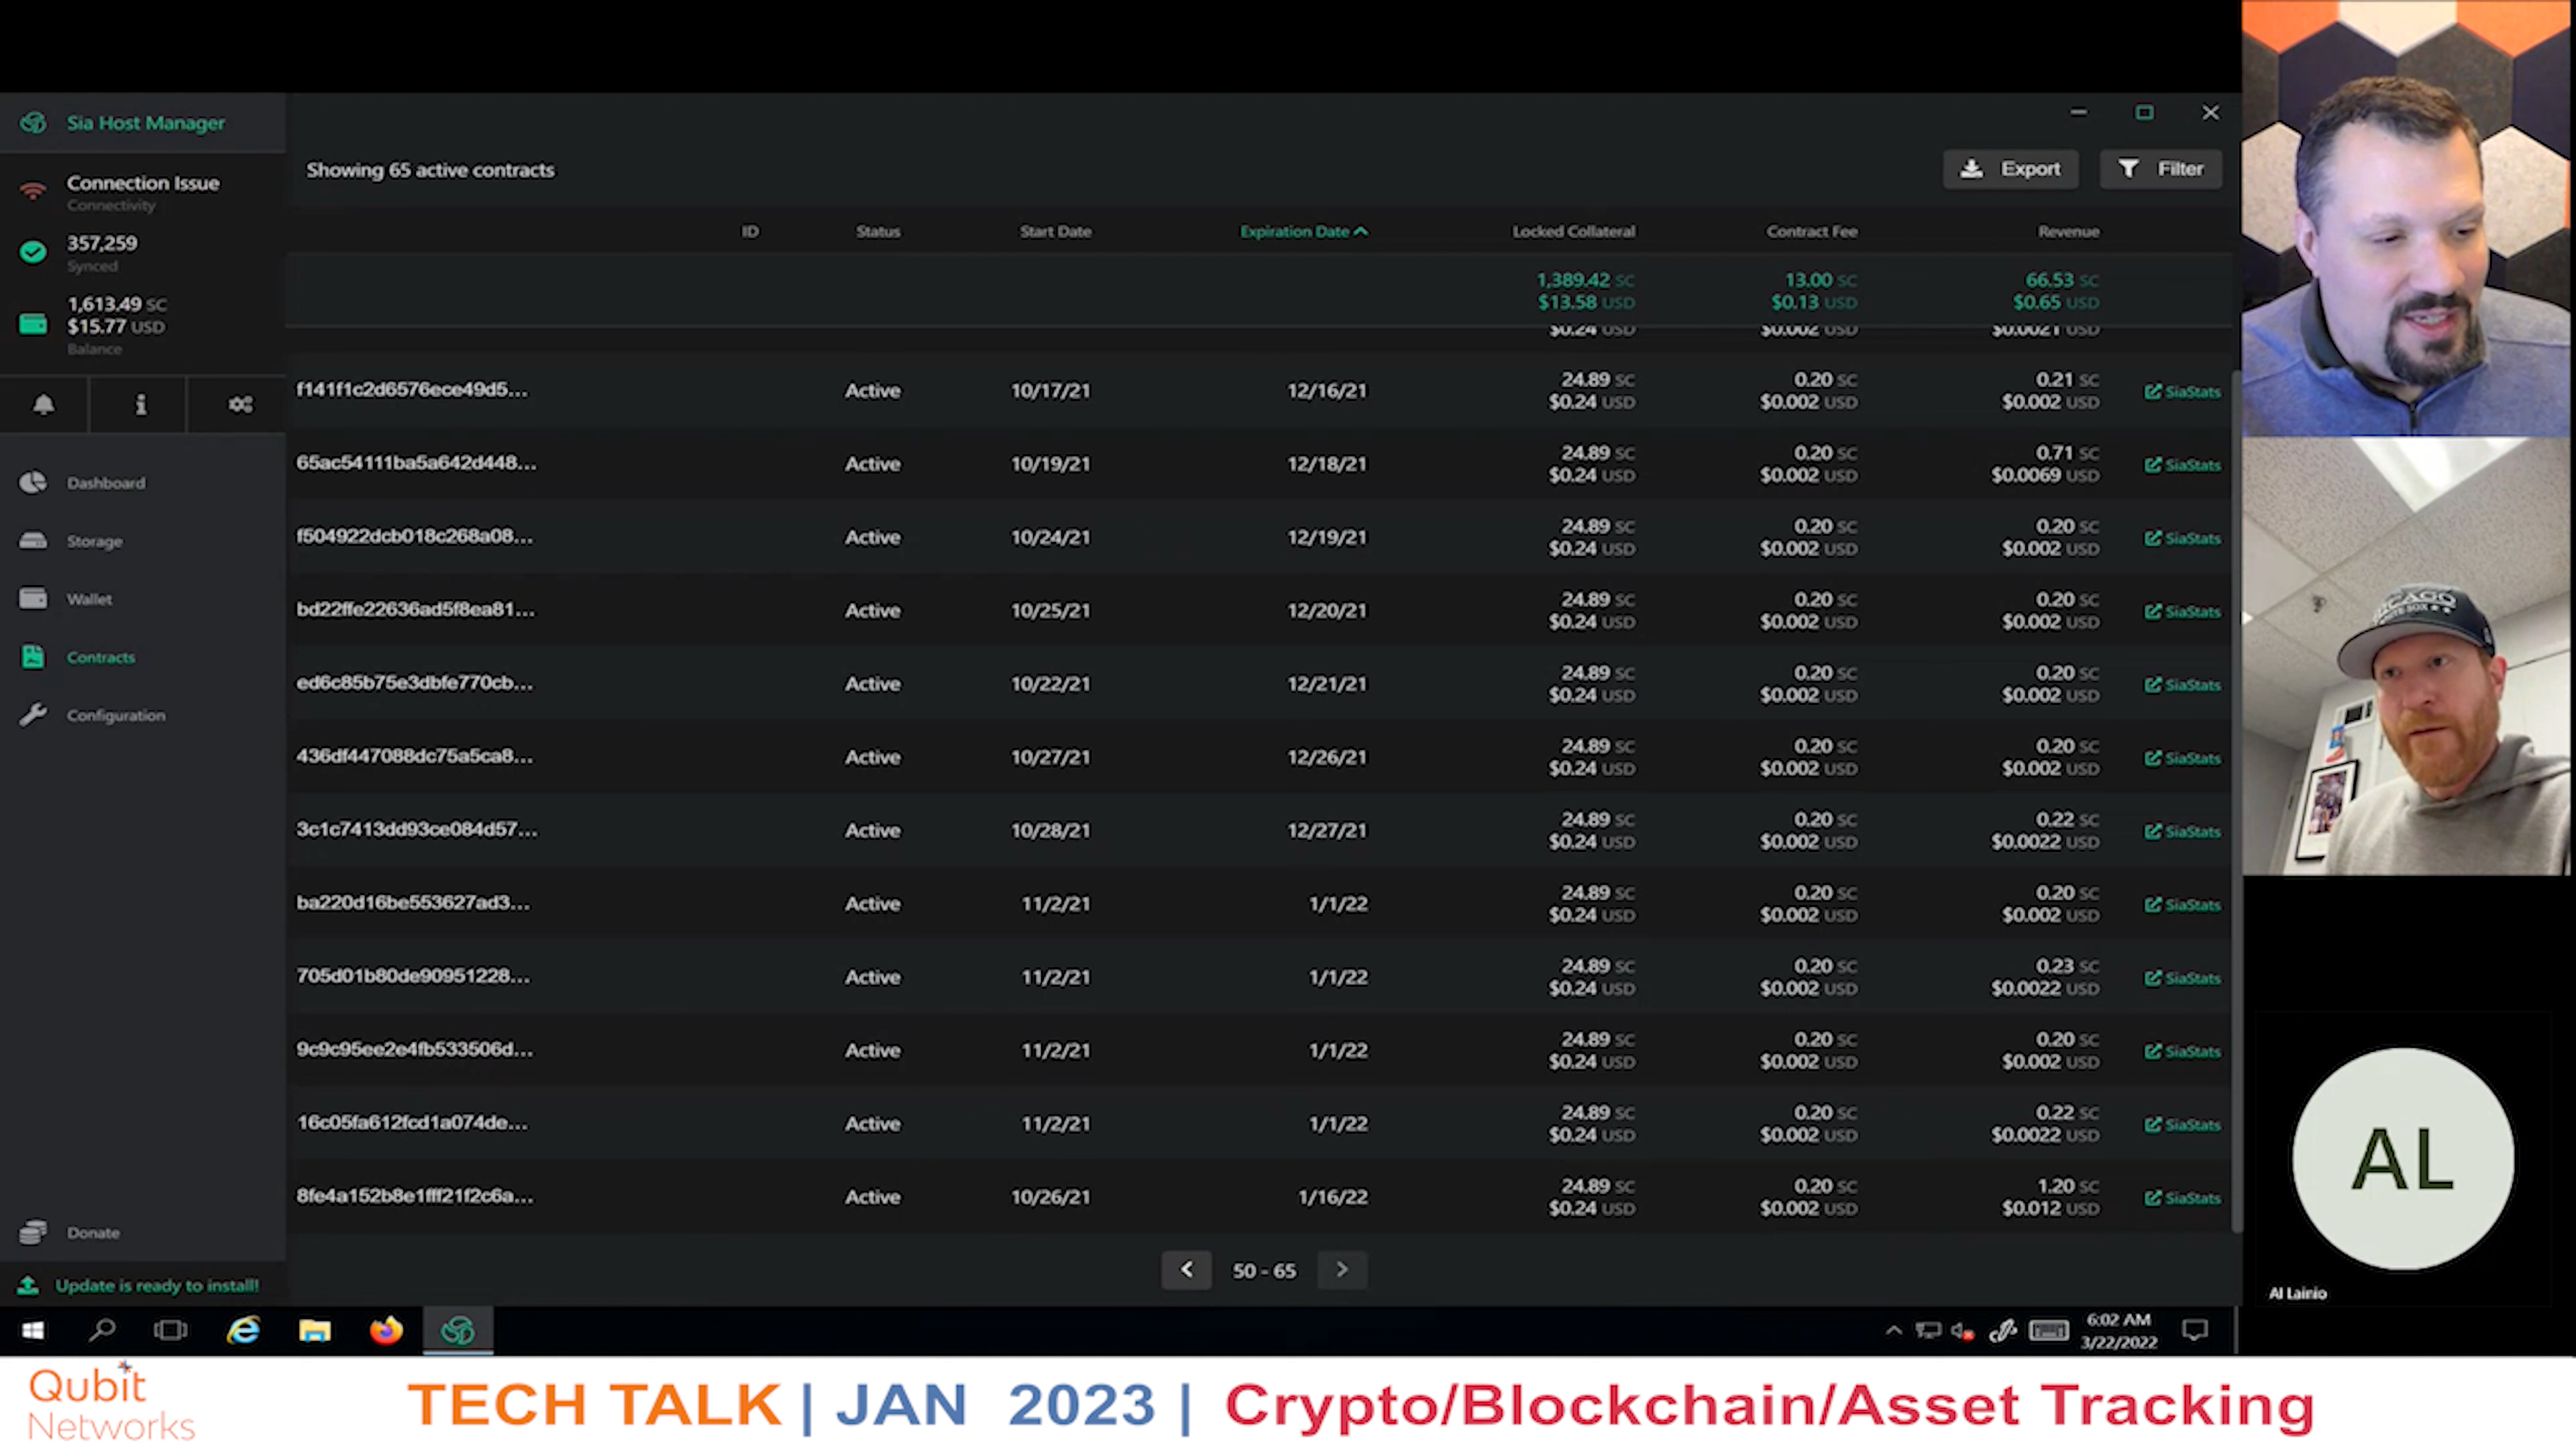 Sia Host Manager
Connection Issue
Connectivity
357,259
Synced
1,613.49 SC
$15.77 USD
Balance
Dashboard
Storage
Wallet
Contracts
Configuration
Donate
Update is ready to install!
Showing 65 active contracts
Export
Filter
ID Status Start Date Expiration Date Locked Collateral Contract Fee Revenue
1,389.42 SC 13.00 SC 66.53 SC
$13.58 USD $0.13 USD $0.65 USD
$0.24 USD $0.002 USD $0.0021 USD
f141f1c2d6576ece49d5... Active 10/17/21 12/16/21 24.89 SC 0.20 SC 0.21 SC SiaStats
$0.24 USD $0.002 USD $0.002 USD
65ac54111ba5a642d448... Active 10/19/21 12/18/21 24.89 SC 0.20 SC 0.71 SC SiaStats
$0.24 USD $0.002 USD $0.0069 USD
f504922dcb018c268a08... Active 10/24/21 12/19/21 24.89 SC 0.20 SC 0.20 SC SiaStats
$0.24 USD $0.002 USD $0.002 USD
bd22ffe22636ad5f8ea81... Active 10/25/21 12/20/21 24.89 SC 0.20 SC 0.20 SC SiaStats
$0.24 USD $0.002 USD $0.002 USD
ed6c85b75e3dbfe770cb... Active 10/22/21 12/21/21 24.89 SC 0.20 SC 0.20 SC SiaStats
$0.24 USD $0.002 USD $0.002 USD
436df447088dc75a5ca8... Active 10/27/21 12/26/21 24.89 SC 0.20 SC 0.20 SC SiaStats
$0.24 USD $0.002 USD $0.002 USD
3c1c7413dd93ce084d57... Active 10/28/21 12/27/21 24.89 SC 0.20 SC 0.22 SC SiaStats
$0.24 USD $0.002 USD $0.0022 USD
ba220d16be553627ad3... Active 11/2/21 1/1/22 24.89 SC 0.20 SC 0.20 SC SiaStats
$0.24 USD $0.002 USD $0.002 USD
705d01b80de90951228... Active 11/2/21 1/1/22 24.89 SC 0.20 SC 0.23 SC SiaStats
$0.24 USD $0.002 USD $0.0022 USD
9c9c95ee2e4fb533506d... Active 11/2/21 1/1/22 24.89 SC 0.20 SC 0.20 SC SiaStats
$0.24 USD $0.002 USD $0.002 USD
16c05fa612fcd1a074de... Active 11/2/21 1/1/22 24.89 SC 0.20 SC 0.22 SC SiaStats
$0.24 USD $0.002 USD $0.0022 USD
8fe4a152b8e1fff21f2c6a... Active 10/26/21 1/16/22 24.89 SC 0.20 SC 1.20 SC SiaStats
$0.24 USD $0.002 USD $0.012 USD
50 - 65
6:02 AM
3/22/2022
AL
Al Lainio
Qubit
Networks
TECH TALK | JAN 2023 | Crypto/Blockchain/Asset Tracking